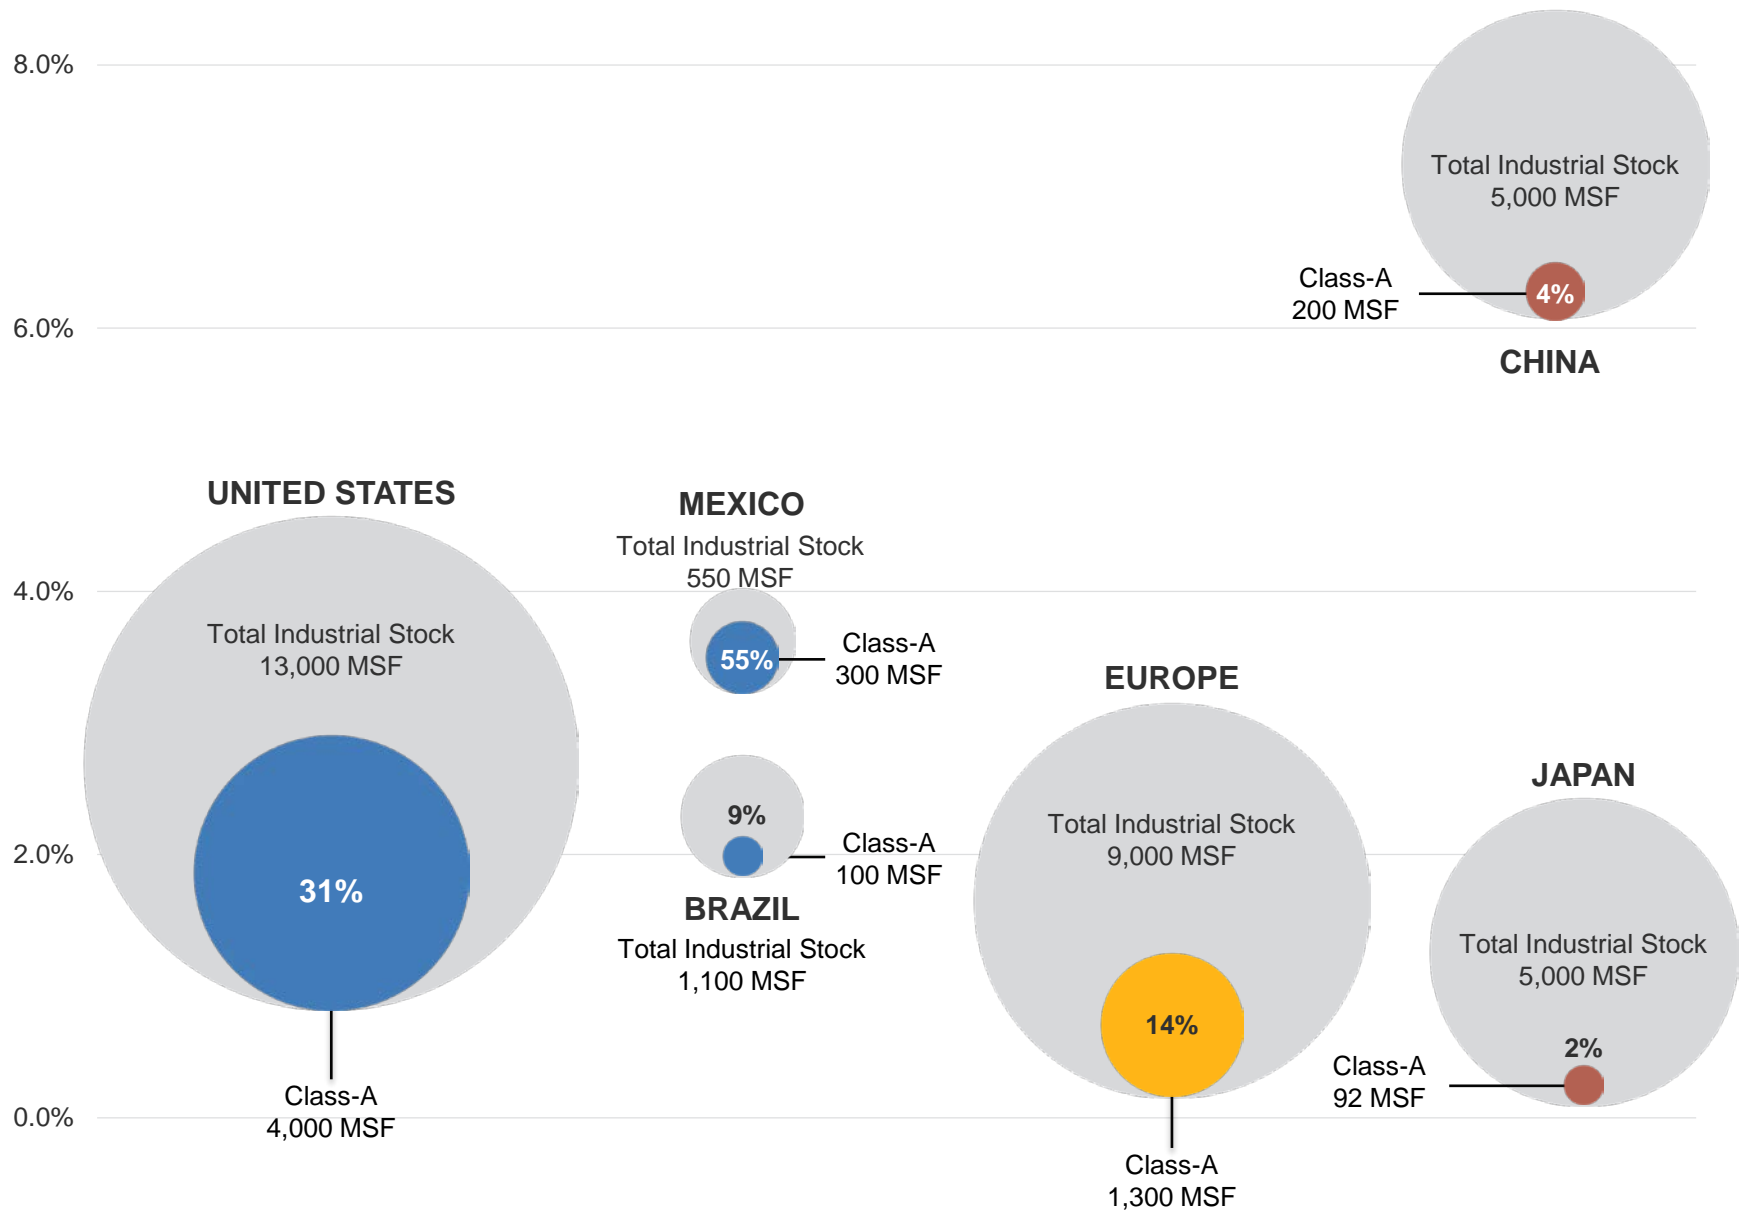 8.0%
Total Industrial Stock
5,000 MSF
Class-A
200 MSF
4%
6.0%
CHINA
UNITED STATES
Total Industrial Stock
13,000 MSF
31%
Class-A
4,000 MSF
MEXICO
Total Industrial Stock
550 MSF
4.0%
55%
Class-A
300 MSF
9%
Class-A
100 MSF
BRAZIL
Total Industrial Stock
1,100 MSF
EUROPE
Total Industrial Stock
9,000 MSF
14%
Class-A
1,300 MSF
JAPAN
Total Industrial Stock
5,000 MSF
2%
Class-A
92 MSF
2.0%
0.0%